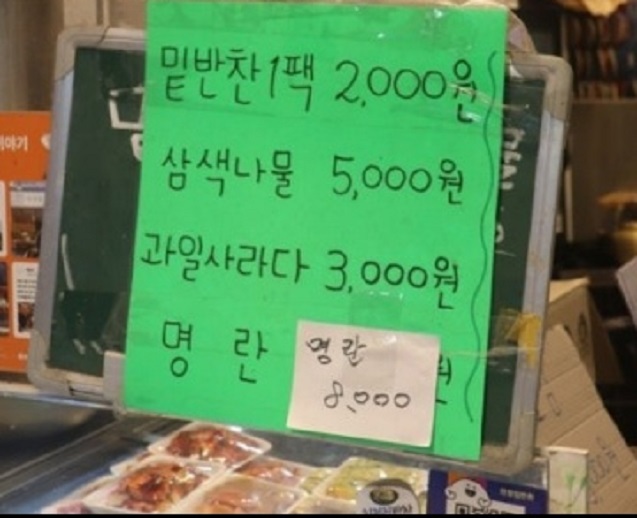 밑반찬1팩 2,000원
삼색나물 5,000원
과일사라다 3,000원
명 란 원
명란
8,000